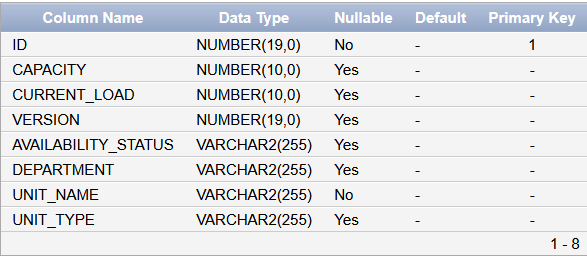 Column Name Data Type Nullable Default Primary Key
ID NUMBER(19,0) No - 1
CAPACITY NUMBER(10,0) Yes - -
CURRENT_LOAD NUMBER(10,0) Yes - -
VERSION NUMBER(19,0) Yes - -
AVAILABILITY_STATUS VARCHAR2(255) Yes - -
DEPARTMENT VARCHAR2(255) Yes - -
UNIT_NAME VARCHAR2(255) No - -
UNIT_TYPE VARCHAR2(255) Yes - -
1 - 8